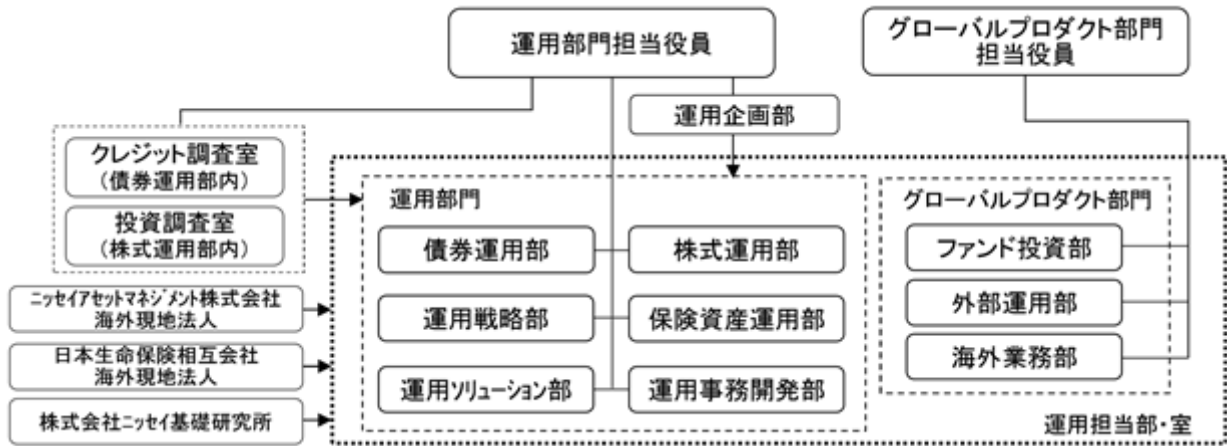 運用部門担当役員
グローバルプロダクト部門
担当役員
運用企画部
クレジット調査室
（債券運用部内）
投資調査室
（株式運用部内）
ニッセイアセットマネジメント株式会社
海外現地法人
日本生命保険相互会社
海外現地法人
株式会社ニッセイ基礎研究所
運用部門
債券運用部
株式運用部
運用戦略部
保険資産運用部
運用ソリューション部
運用事務開発部
グローバルプロダクト部門
ファンド投資部
外部運用部
海外業務部
運用担当部・室